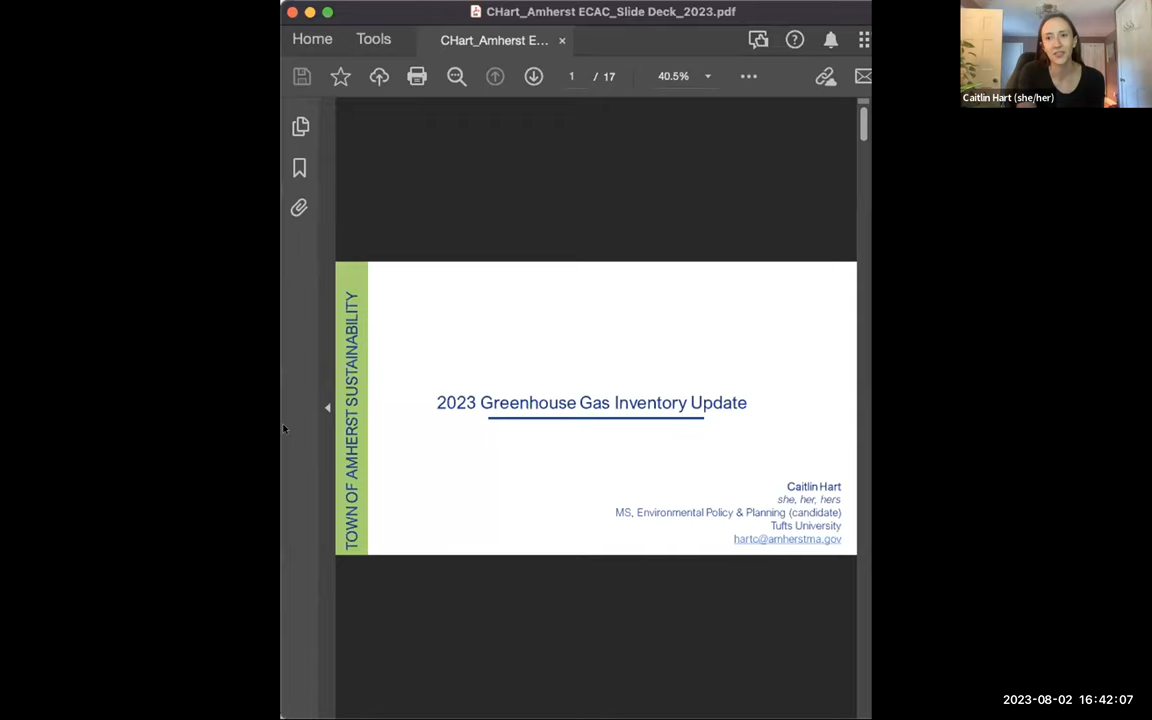 CHart_Amherst ECAC_Slide Deck_2023.pdf
Home Tools CHart_Amherst E... ×
1 / 17 40.5%
TOWN OF AMHERST SUSTAINABILITY
2023 Greenhouse Gas Inventory Update
Caitlin Hart
she, her, hers
MS, Environmental Policy & Planning (candidate)
Tufts University
hartc@amherstma.gov
Caitlin Hart (she/her)
2023-08-02 16:42:07